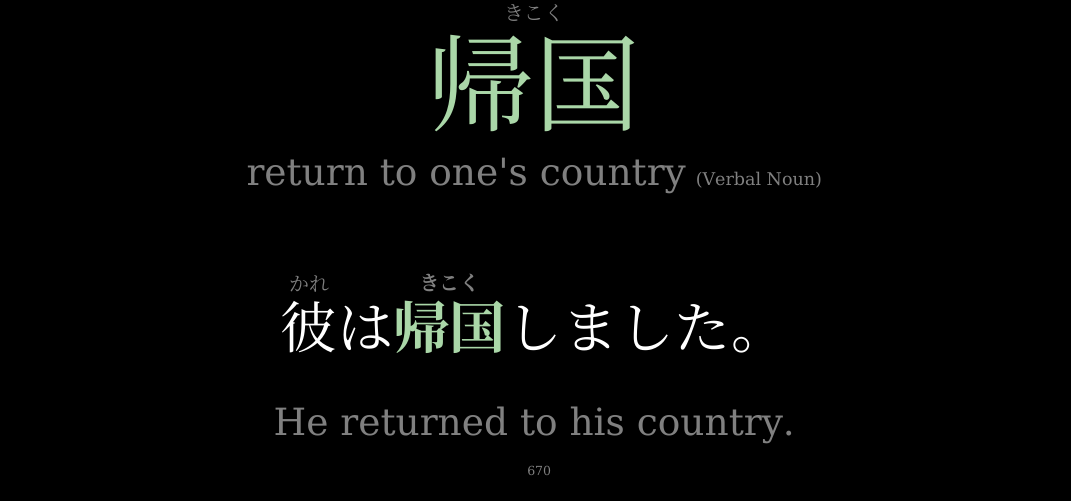 きこく
帰国
return to one's country (Verbal Noun)
かれ きこく
彼は帰国しました。
He returned to his country.
670